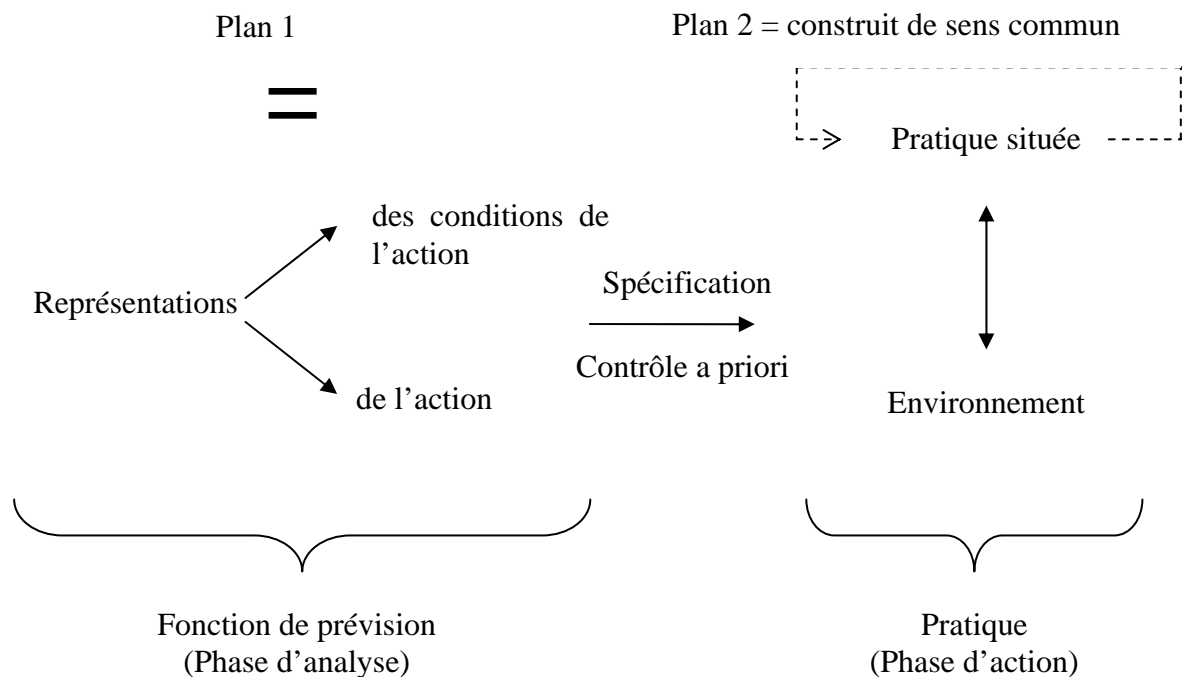 Plan 1
Plan 2 = construit de sens commun
=
Pratique située
des conditions de
l’action
Représentations
Spécification
Contrôle a priori
de l’action
Environnement
Fonction de prévision
(Phase d’analyse)
Pratique
(Phase d’action)